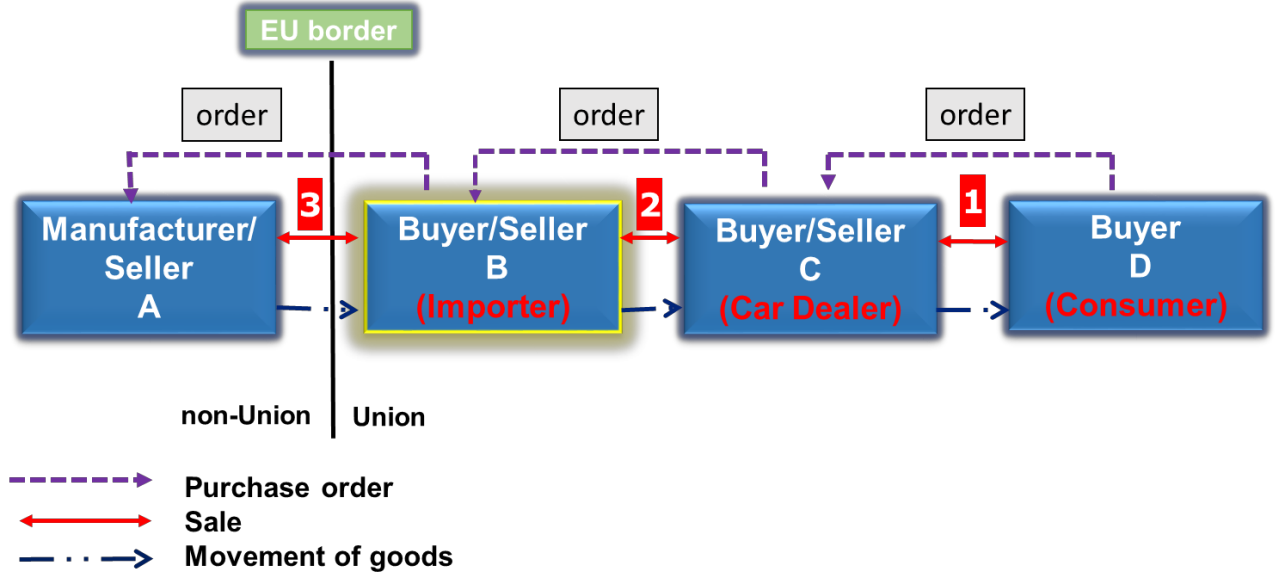 EU border
order
order
order
3
2
1
Manufacturer/
Seller
A
Buyer/Seller
B
(Importer)
Buyer/Seller
C
(Car Dealer)
Buyer
D
(Consumer)
non-Union
Union
Purchase order
Sale
Movement of goods